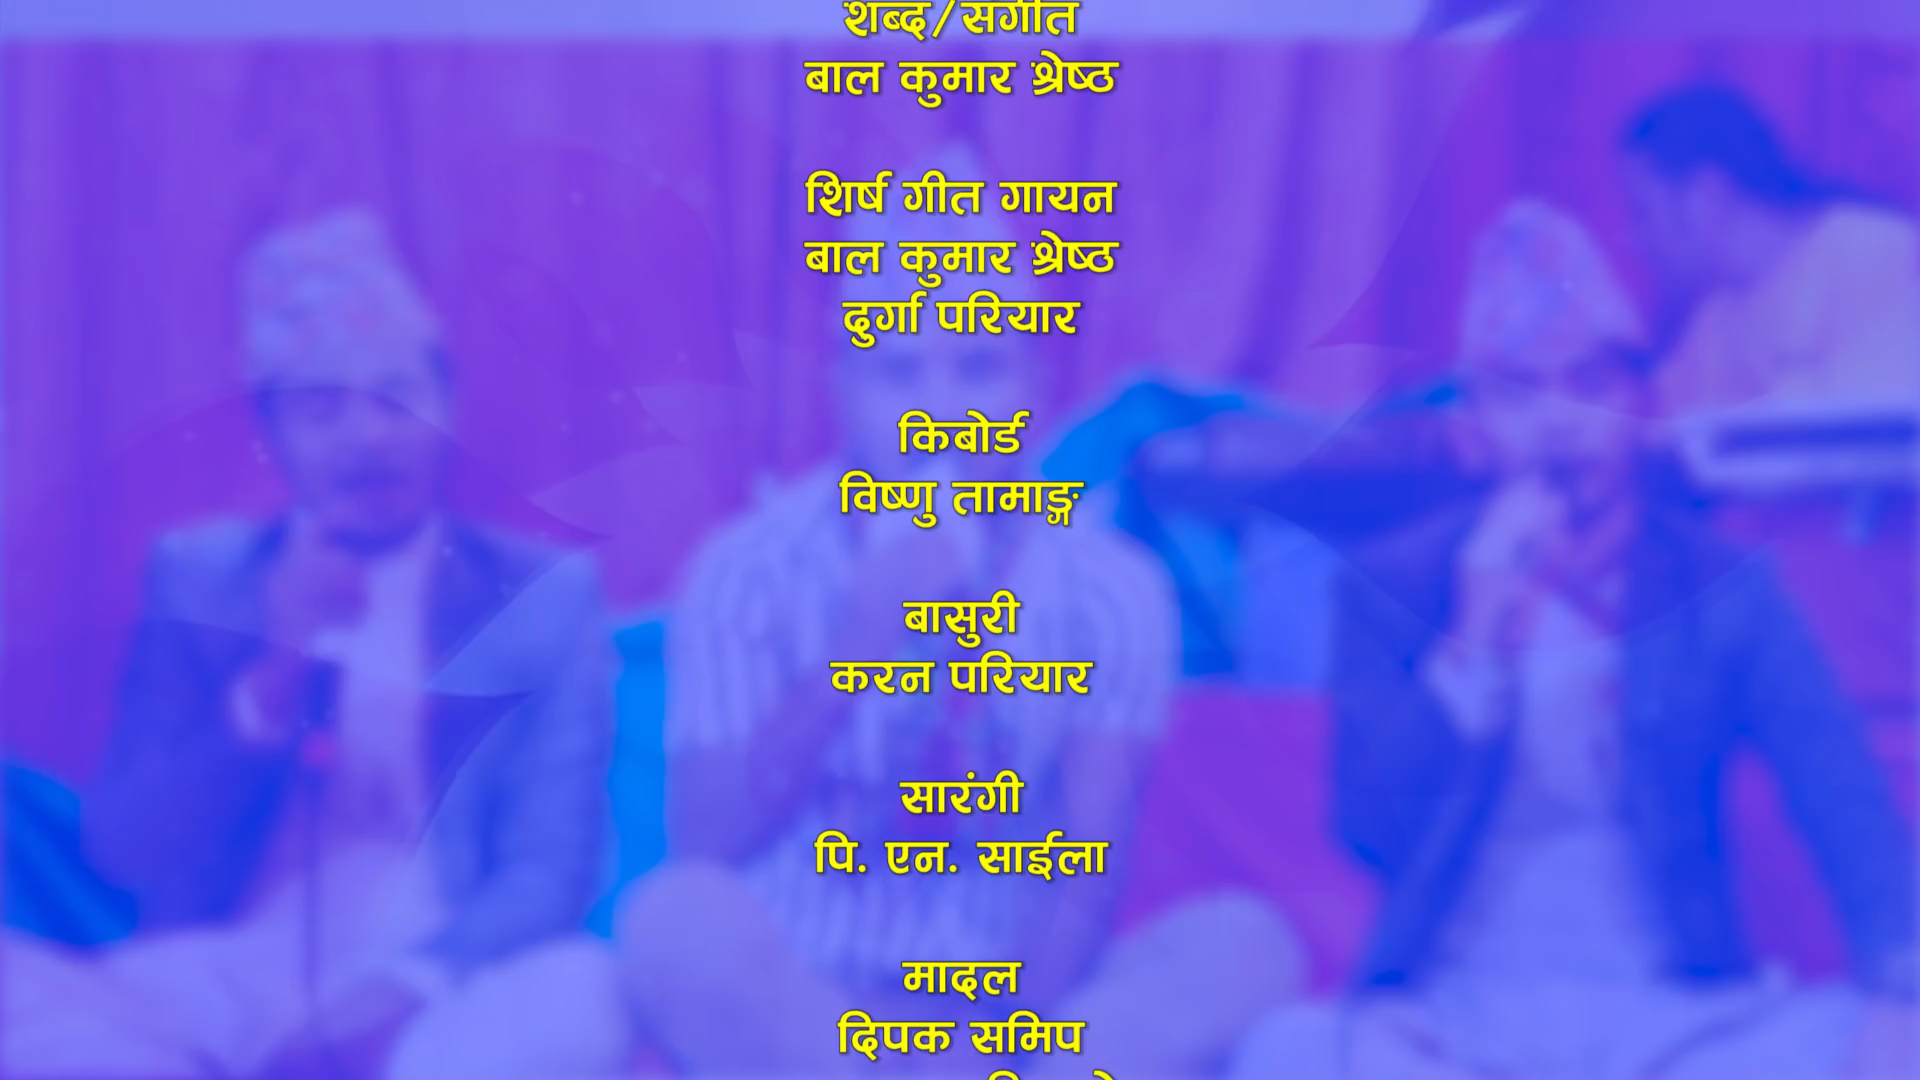 शब्द/संगीत
बाल कुमार श्रेष्ठ
शिर्ष गीत गायन
बाल कुमार श्रेष्ठ
दुर्गा परियार
किबोर्ड
विष्णु तामाङ्ग
बासुरी
करन परियार
सारंगी
पि. एन. साईला
मादल
दिपक समिप